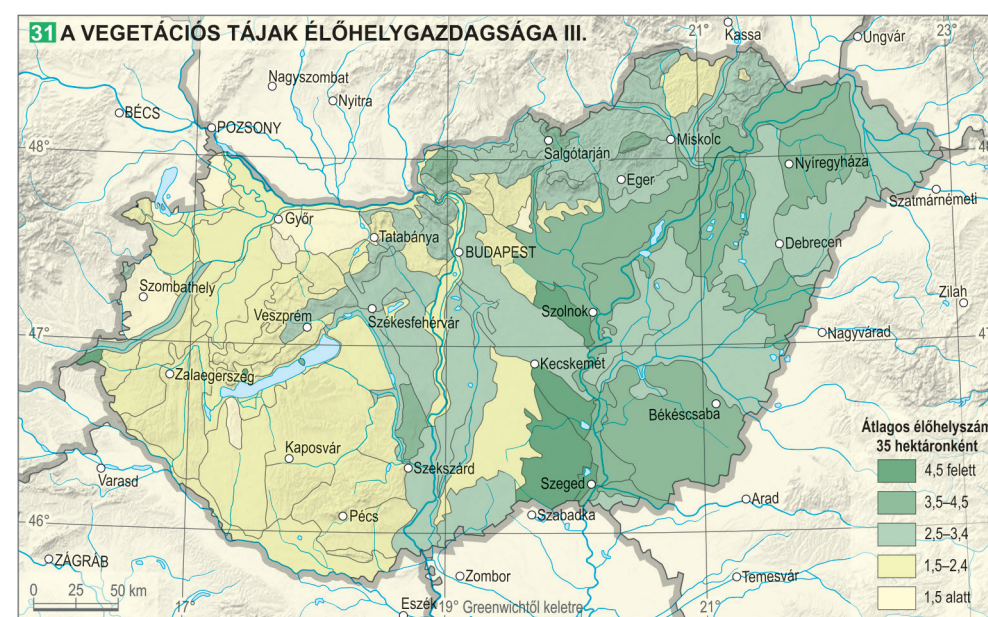 31 A VEGETÁCIÓS TÁJAK ÉLŐHELYGAZDAGSÁGA III.
Kassa
21°
Ungvár
23°
Nagyszombat
Nyitra
BÉCS
POZSONY
48°
Salgótarján
Miskolc
48
Eger
Nyíregyháza
Szatmárnémeti
Győr
Tatabánya
BUDAPEST
Debrecen
Szombathely
Zilah
Veszprém
Székesfehérvár
Szolnok
47°
Nagyvárad
47
Zalaegerszeg
Kecskemét
Békéscsaba
Kaposvár
Szekszárd
Varasd
Szeged
Arad
46°
Pécs
Szabadka
ZÁGRÁB
Zombor
Temesvár
0 25 50 km
17°
Eszék
19° Greenwichtől keletre
21°
Átlagos élőhelyszám
35 hektáronként
4,5 felett
3,5–4,5
2,5–3,4
1,5–2,4
1,5 alatt